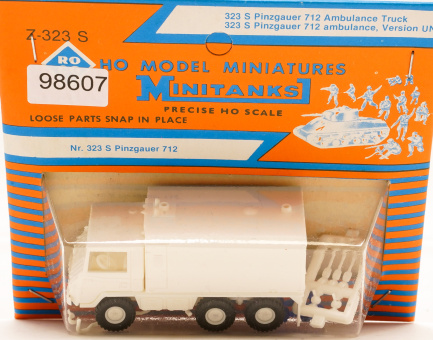 Z-323 S
323 S Pinzgauer 712 Ambulance Truck
323 S Pinzgauer 712 ambulance, Version UN
RO
HO MODEL MINIATURES
98607
MINITANKS
PRECISE HO SCALE
LOOSE PARTS SNAP IN PLACE
Nr. 323 S Pinzgauer 712